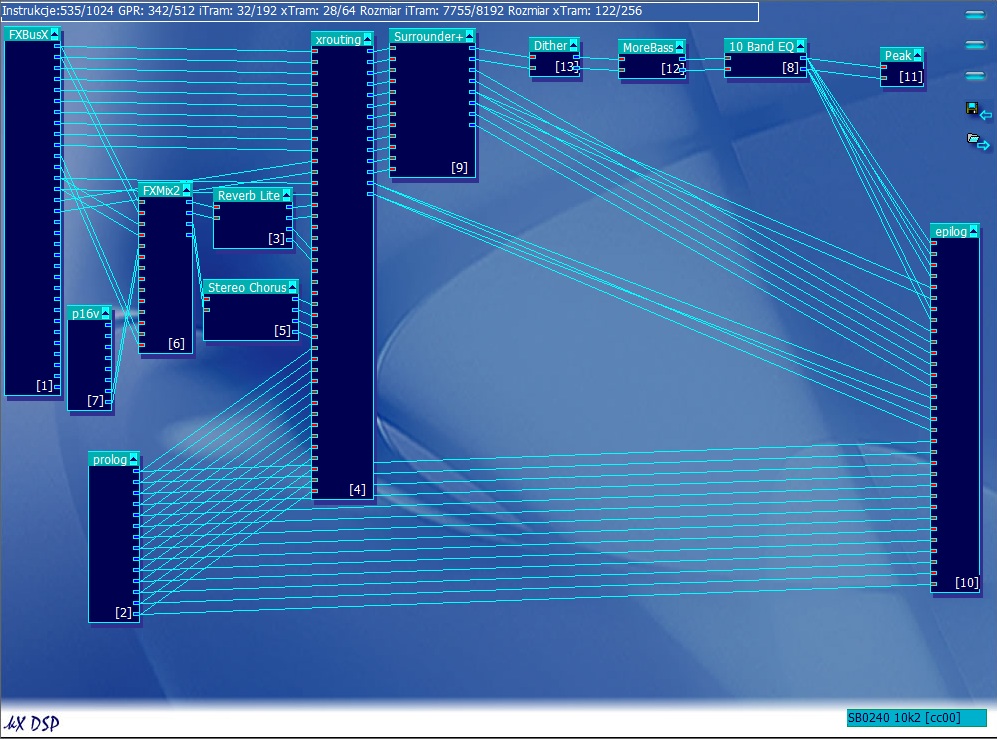 Instrukcje:535/1024 GPR: 342/512 iTram: 32/192 xTram: 28/64 Rozmiar iTram: 7755/8192 Rozmiar xTram: 122/256
FXBusX
[1]
p16v
[7]
FXMix2
[6]
Reverb Lite
[3]
Stereo Chorus
[5]
prolog
[2]
xrouting
[4]
Surrounder+
[9]
Dither
[13]
MoreBass
[12]
10 Band EQ
[8]
Peak
[11]
epilog
[10]
kX DSP
SB0240 10k2 [cc00]